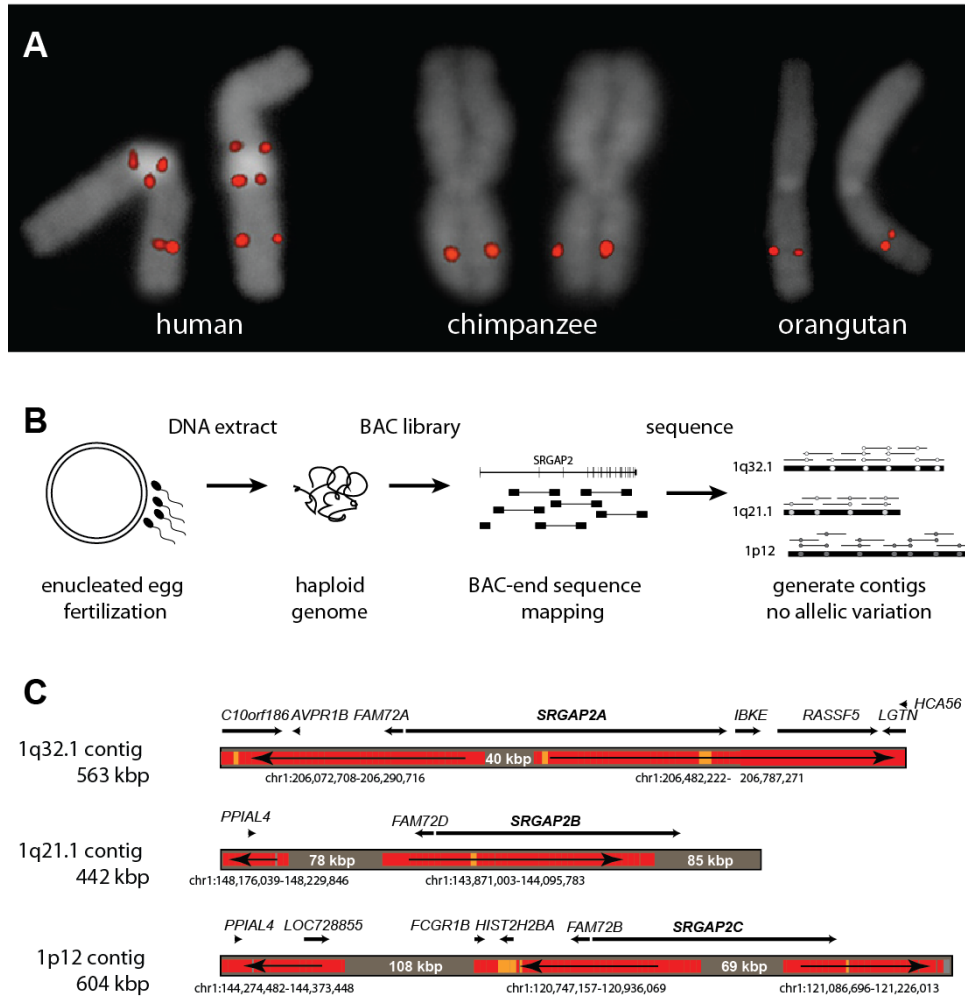 A
human
chimpanzee
orangutan
B
DNA extract
BAC library
sequence
SRGAP2
1q32.1
1q21.1
1p12
enucleated egg
fertilization
haploid
genome
BAC-end sequence
mapping
generate contigs
no allelic variation
C
HCA56
C10orf186 AVPR1B FAM72A SRGAP2A IBKE RASSF5 LGTN
1q32.1 contig
563 kbp
40 kbp
chr1:206,072,708-206,290,716
chr1:206,482,222- 206,787,271
PPIAL4 FAM72D SRGAP2B
1q21.1 contig
442 kbp
78 kbp
85 kbp
chr1:148,176,039-148,229,846
chr1:143,871,003-144,095,783
PPIAL4 LOC728855 FCGR1B HIST2H2BA FAM72B SRGAP2C
1p12 contig
604 kbp
108 kbp
69 kbp
chr1:144,274,482-144,373,448
chr1:120,747,157-120,936,069
chr1:121,086,696-121,226,013